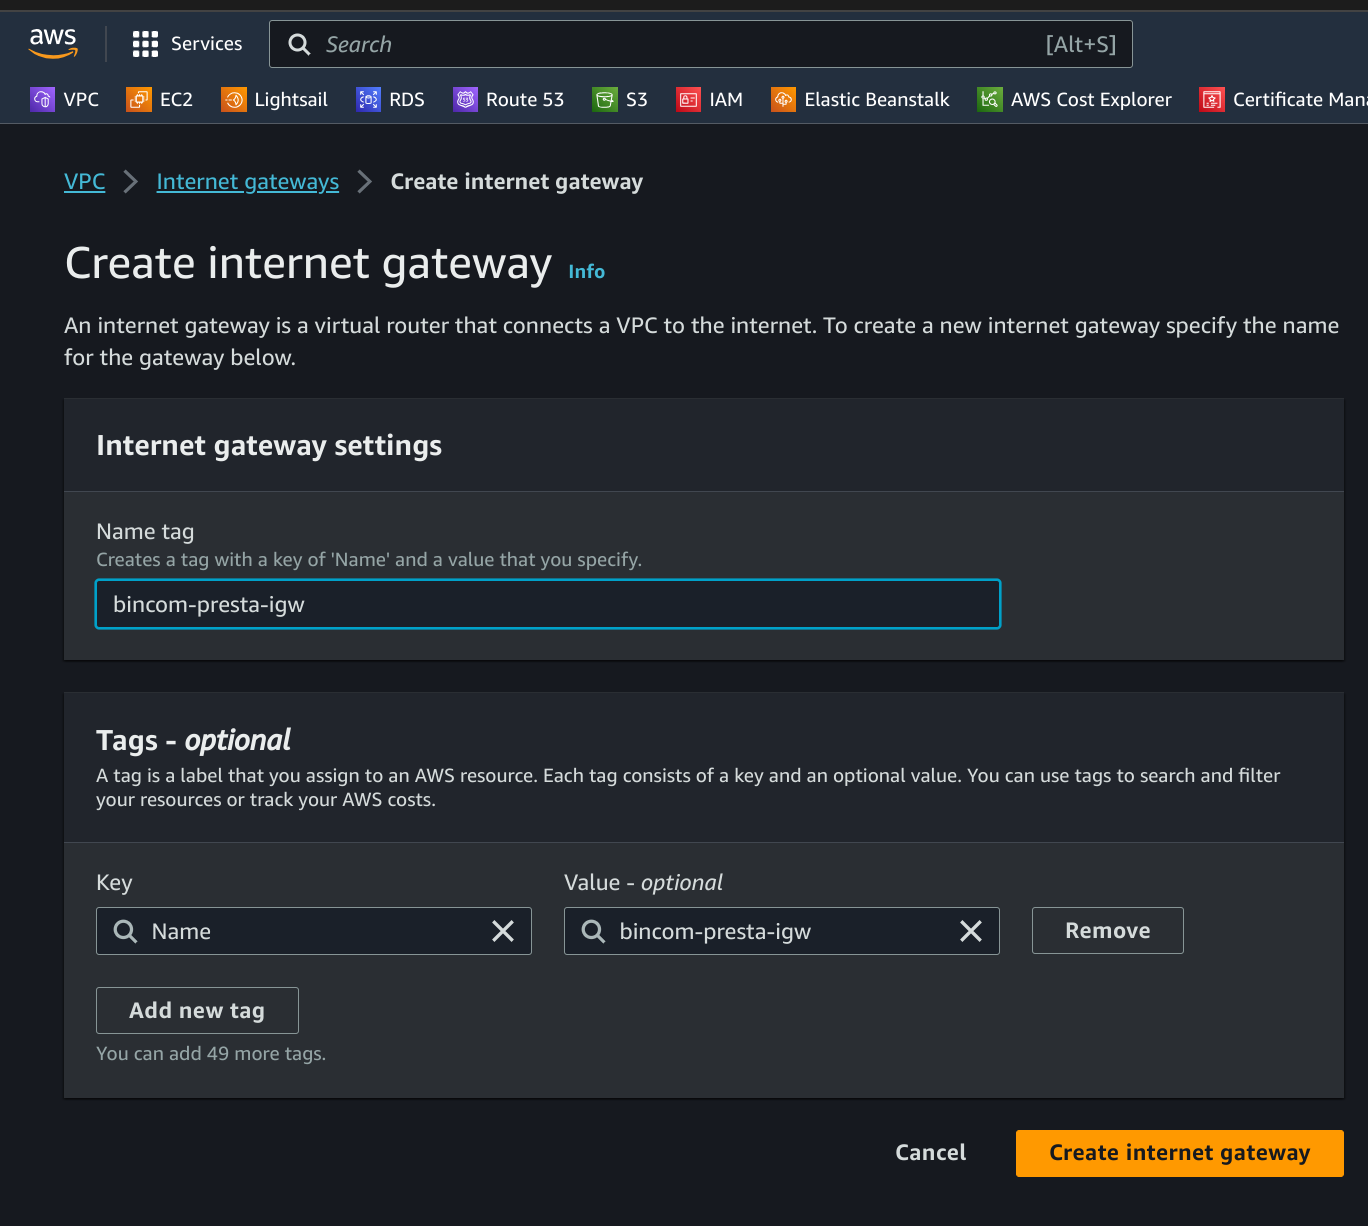 aws
Services
Search
[Alt+S]
VPC
EC2
Lightsail
RDS
Route 53
S3
IAM
Elastic Beanstalk
AWS Cost Explorer
Certificate Mana
VPC
Internet gateways
Create internet gateway
Create internet gateway Info
An internet gateway is a virtual router that connects a VPC to the internet. To create a new internet gateway specify the name
for the gateway below.
Internet gateway settings
Name tag
Creates a tag with a key of 'Name' and a value that you specify.
bincom-presta-igw
Tags - optional
A tag is a label that you assign to an AWS resource. Each tag consists of a key and an optional value. You can use tags to search and filter
your resources or track your AWS costs.
Key
Value - optional
Name
bincom-presta-igw
Remove
Add new tag
You can add 49 more tags.
Cancel
Create internet gateway